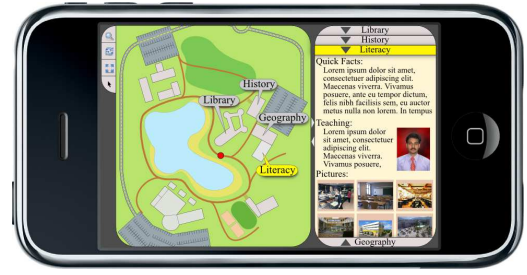 Library
History
Literacy
Quick Facts:
Lorem ipsum dolor sit amet,
consectetuer adipiscing elit.
Maecenas viverra. Vivamus
posuere, ante eu tempor dictum,
felis nibh facilisis sem, eu auctor
metus nulla non lorem. In tempus
Teaching:
Lorem ipsum dolor
sit amet, consectetuer
adipiscing elit.
Maecenas viverra.
Vivamus posuere,
Pictures:
Geography
History
Library
Geography
Literacy